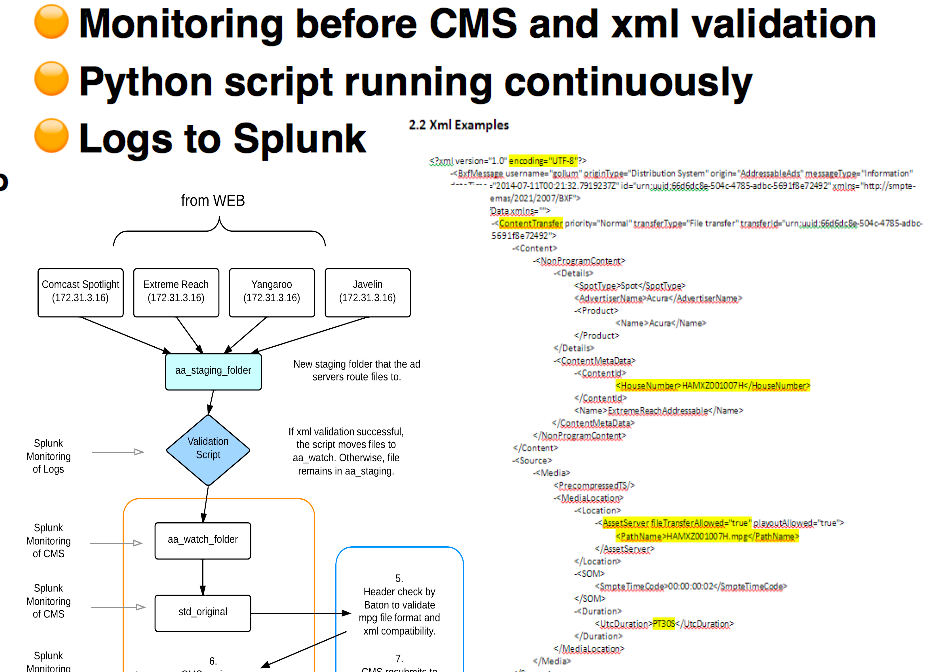 Monitoring before CMS and xml validation
Python script running continuously
Logs to Splunk
2.2 Xml Examples
<?xml version="1.0" encoding="UTF-8"?>
-<BxfMessage username="gollum" originType="Distribution System" origin="AddressableAds" messageType="Information"
"2014-07-11T00:21:32.7919237Z" id="urn:uuid:66d6dc8e-504c-4785-adbc-5691f8e72492" xmlns="http://smpte-
emas/2021/2007/BXF">
Data xmlns="">
-<ContentTransfer priority="Normal" transferType="File transfer" transferId="urn:uuid:66d6dc8e-504c-4785-adbc-
5691f8e72492">
-<Content>
-<NonProgramContent>
-<Details>
<SpotType>Spot</SpotType>
<AdvertiserName>Acura</AdvertiserName>
-<Product>
<Name>Acura</Name>
</Product>
</Details>
-<ContentMetaData>
-<ContentId>
<HouseNumber>HAMXZ001007H</HouseNumber>
</ContentId>
<Name>ExtremeReachAddressable</Name>
</ContentMetaData>
</NonProgramContent>
</Content>
-<Source>
-<Media>
<PrecompressedTS/>
-<MediaLocation>
-<Location>
-<AssetServer fileTransferAllowed="true" playoutAllowed="true">
<PathName>HAMXZ001007H.mpg</PathName>
</AssetServer>
</Location>
-<SOM>
<SmpteTimeCode>00:00:00:02</SmpteTimeCode>
</SOM>
-<Duration>
<UtcDuration>PT30S</UtcDuration>
</Duration>
</MediaLocation>
</Media>
from WEB
Comcast Spotlight
(172.31.3.16)
Extreme Reach
(172.31.3.16)
Yangaroo
(172.31.3.16)
Javelin
(172.31.3.16)
aa_staging_folder
New staging folder that the ad
servers route files to.
Validation
Script
If xml validation successful,
the script moves files to
aa_watch. Otherwise, file
remains in aa_staging.
Splunk
Monitoring
of Logs
Splunk
Monitoring
of CMS
aa_watch_folder
Splunk
Monitoring
of CMS
std_original
5.
Header check by
Baton to validate
mpg file format and
xml compatibility.
Splunk
Monitoring
6.
7.
CMS resubmits to